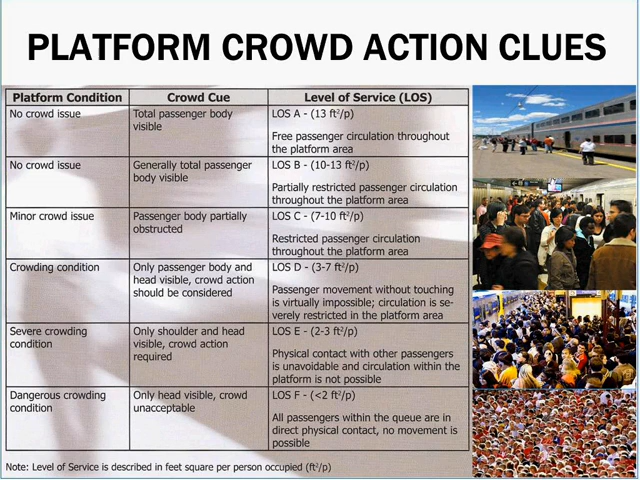 PLATFORM CROWD ACTION CLUES
Platform Condition Crowd Cue Level of Service (LOS)
No crowd issue Total passenger body LOS A - (13 ft²/p)
visible
Free passenger circulation throughout
the platform area
No crowd issue Generally total passenger LOS B - (10-13 ft²/p)
body visible
Partially restricted passenger circulation
throughout the platform area
Minor crowd issue Passenger body partially LOS C - (7-10 ft²/p)
obstructed
Restricted passenger circulation
throughout the platform area
Crowding condition Only passenger body and LOS D - (3-7 ft²/p)
head visible, crowd action
should be considered Passenger movement without touching
is virtually impossible; circulation is se-
verely restricted in the platform area
Severe crowding Only shoulder and head LOS E - (2-3 ft²/p)
condition visible, crowd action
required Physical contact with other passengers
is unavoidable and circulation within the
platform is not possible
Dangerous crowding Only head visible, crowd LOS F - (<2 ft²/p)
condition unacceptable
All passengers within the queue are in
direct physical contact, no movement is
possible
Note: Level of Service is described in feet square per person occupied (ft²/p)